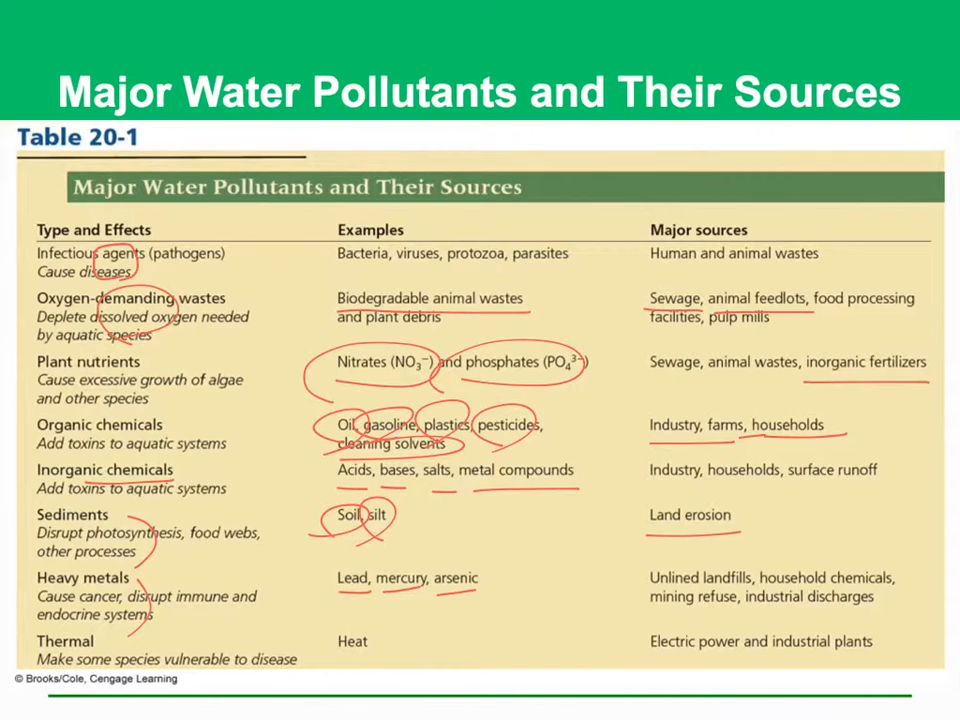 Major Water Pollutants and Their Sources
Table 20-1
Major Water Pollutants and Their Sources
Type and Effects Examples Major sources
Infectious agents (pathogens) Bacteria, viruses, protozoa, parasites Human and animal wastes
Cause diseases
Oxygen-demanding wastes Biodegradable animal wastes Sewage, animal feedlots, food processing
Deplete dissolved oxygen needed and plant debris facilities, pulp mills
by aquatic species
Plant nutrients Nitrates (NO₃⁻) and phosphates (PO₄³⁻) Sewage, animal wastes, inorganic fertilizers
Cause excessive growth of algae
and other species
Organic chemicals Oil, gasoline, plastics, pesticides, Industry, farms, households
Add toxins to aquatic systems cleaning solvents
Inorganic chemicals Acids, bases, salts, metal compounds Industry, households, surface runoff
Add toxins to aquatic systems
Sediments Soil, silt Land erosion
Disrupt photosynthesis, food webs,
other processes
Heavy metals Lead, mercury, arsenic Unlined landfills, household chemicals,
Cause cancer, disrupt immune and mining refuse, industrial discharges
endocrine systems
Thermal Heat Electric power and industrial plants
Make some species vulnerable to disease
© Brooks/Cole, Cengage Learning